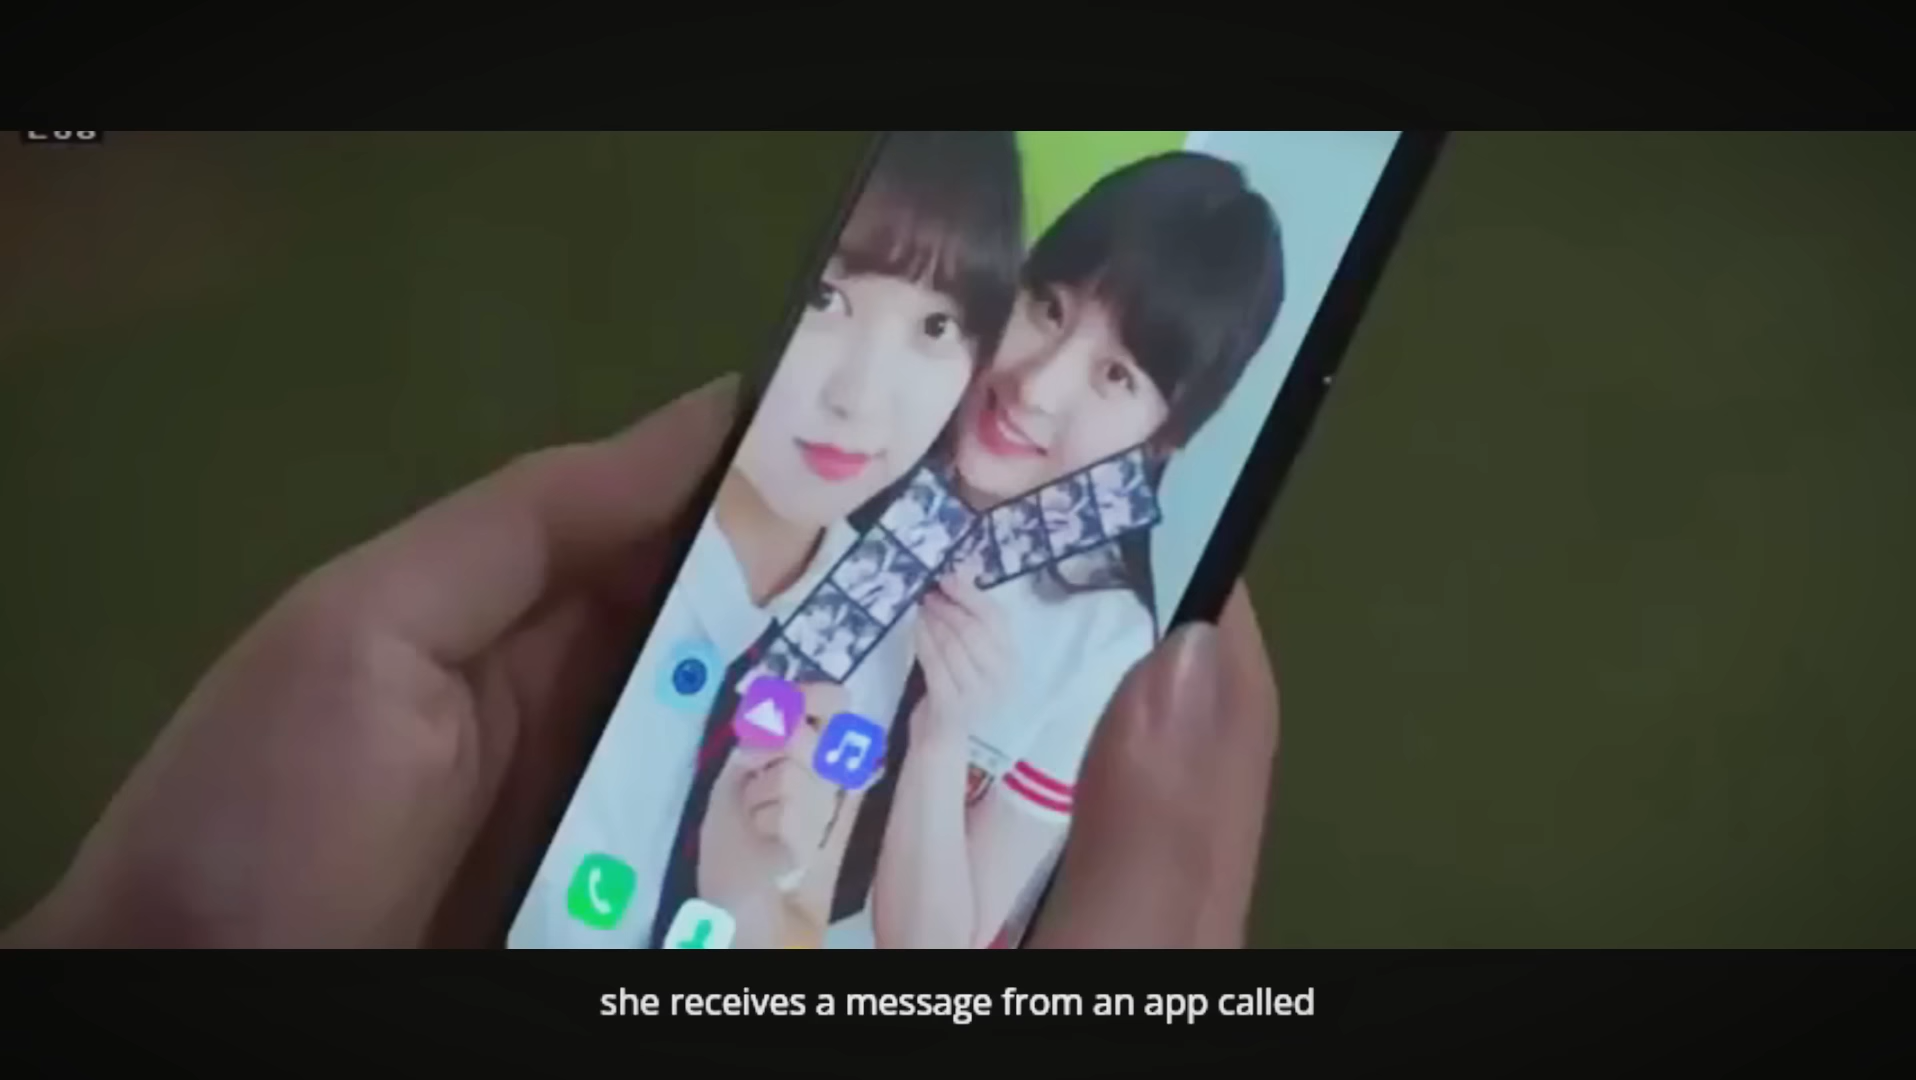 she receives a message from an app called